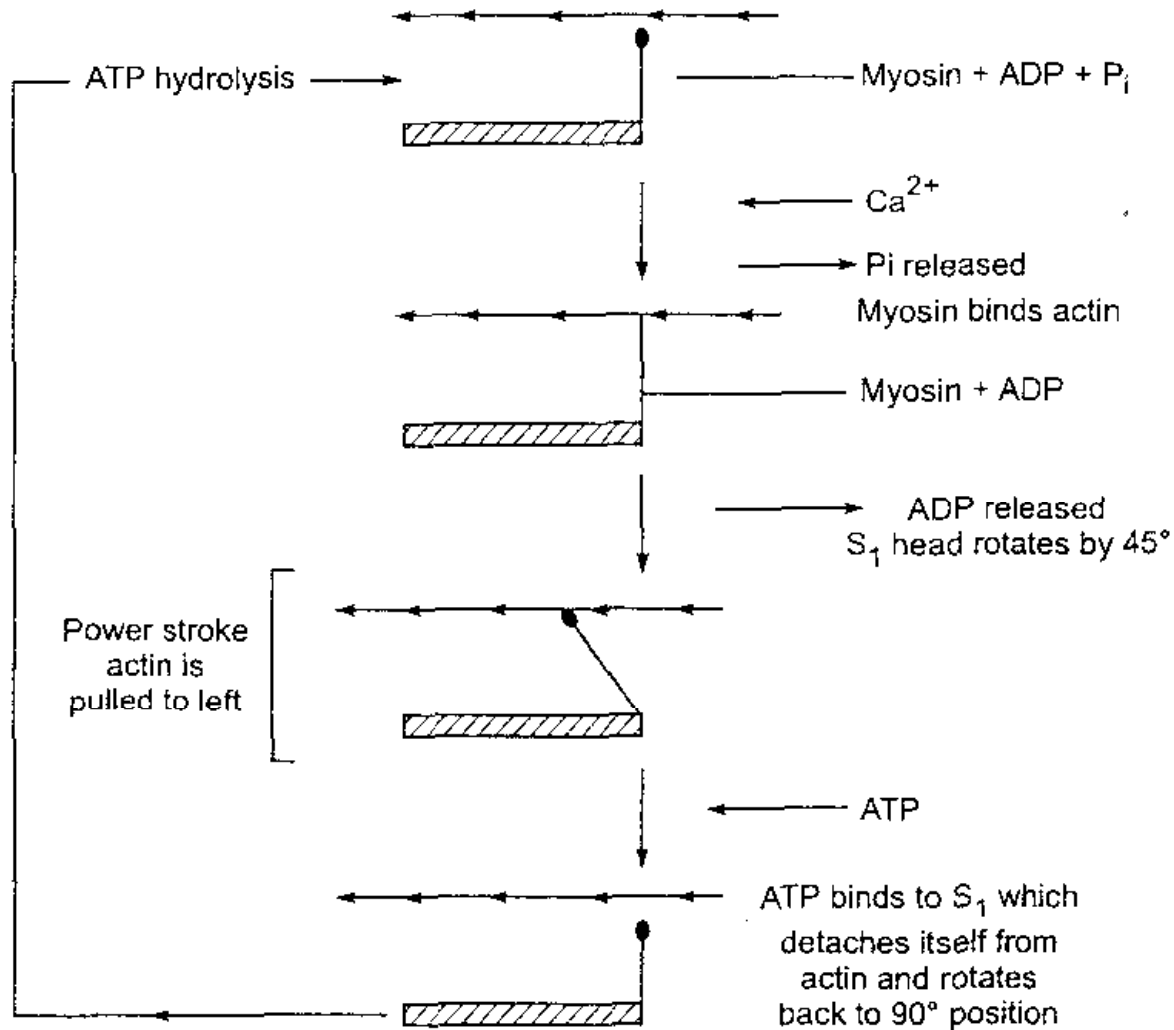 ATP hydrolysis
Myosin + ADP + Pᵢ
Ca²⁺
Pi released
Myosin binds actin
Myosin + ADP
ADP released
S₁ head rotates by 45°
Power stroke
actin is
pulled to left
ATP
ATP binds to S₁ which
detaches itself from
actin and rotates
back to 90° position